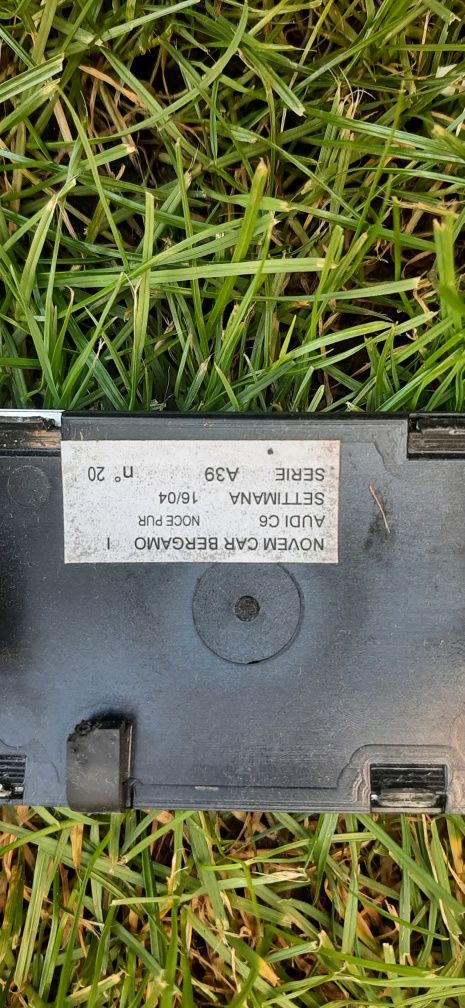 NOVEM CAR BERGAMO I
AUDI C6 NOCE PUR
SETTIMANA 16/04
SERIE A39 n° 20